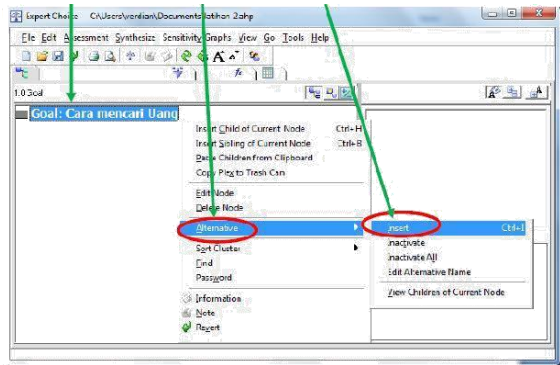 Expert Choice C:\Users\verdian\Documents\latihan 2.ahp
File Edit Assessment Synthesize Sensitivity-Graphs View Go Tools Help
1.0 Goal
Goal: Cara mencari Uang
Insert Child of Current Node Ctrl+H
Insert Sibling of Current Node Ctrl+B
Paste Children from Clipboard
Copy Plex to Trash Can
Edit Node
Delete Node
Alternative
Insert Ctrl+I
Inactivate
Inactivate All
Edit Alternative Name
View Children of Current Node
Sort Cluster
Find
Password
Information
Note
Revert